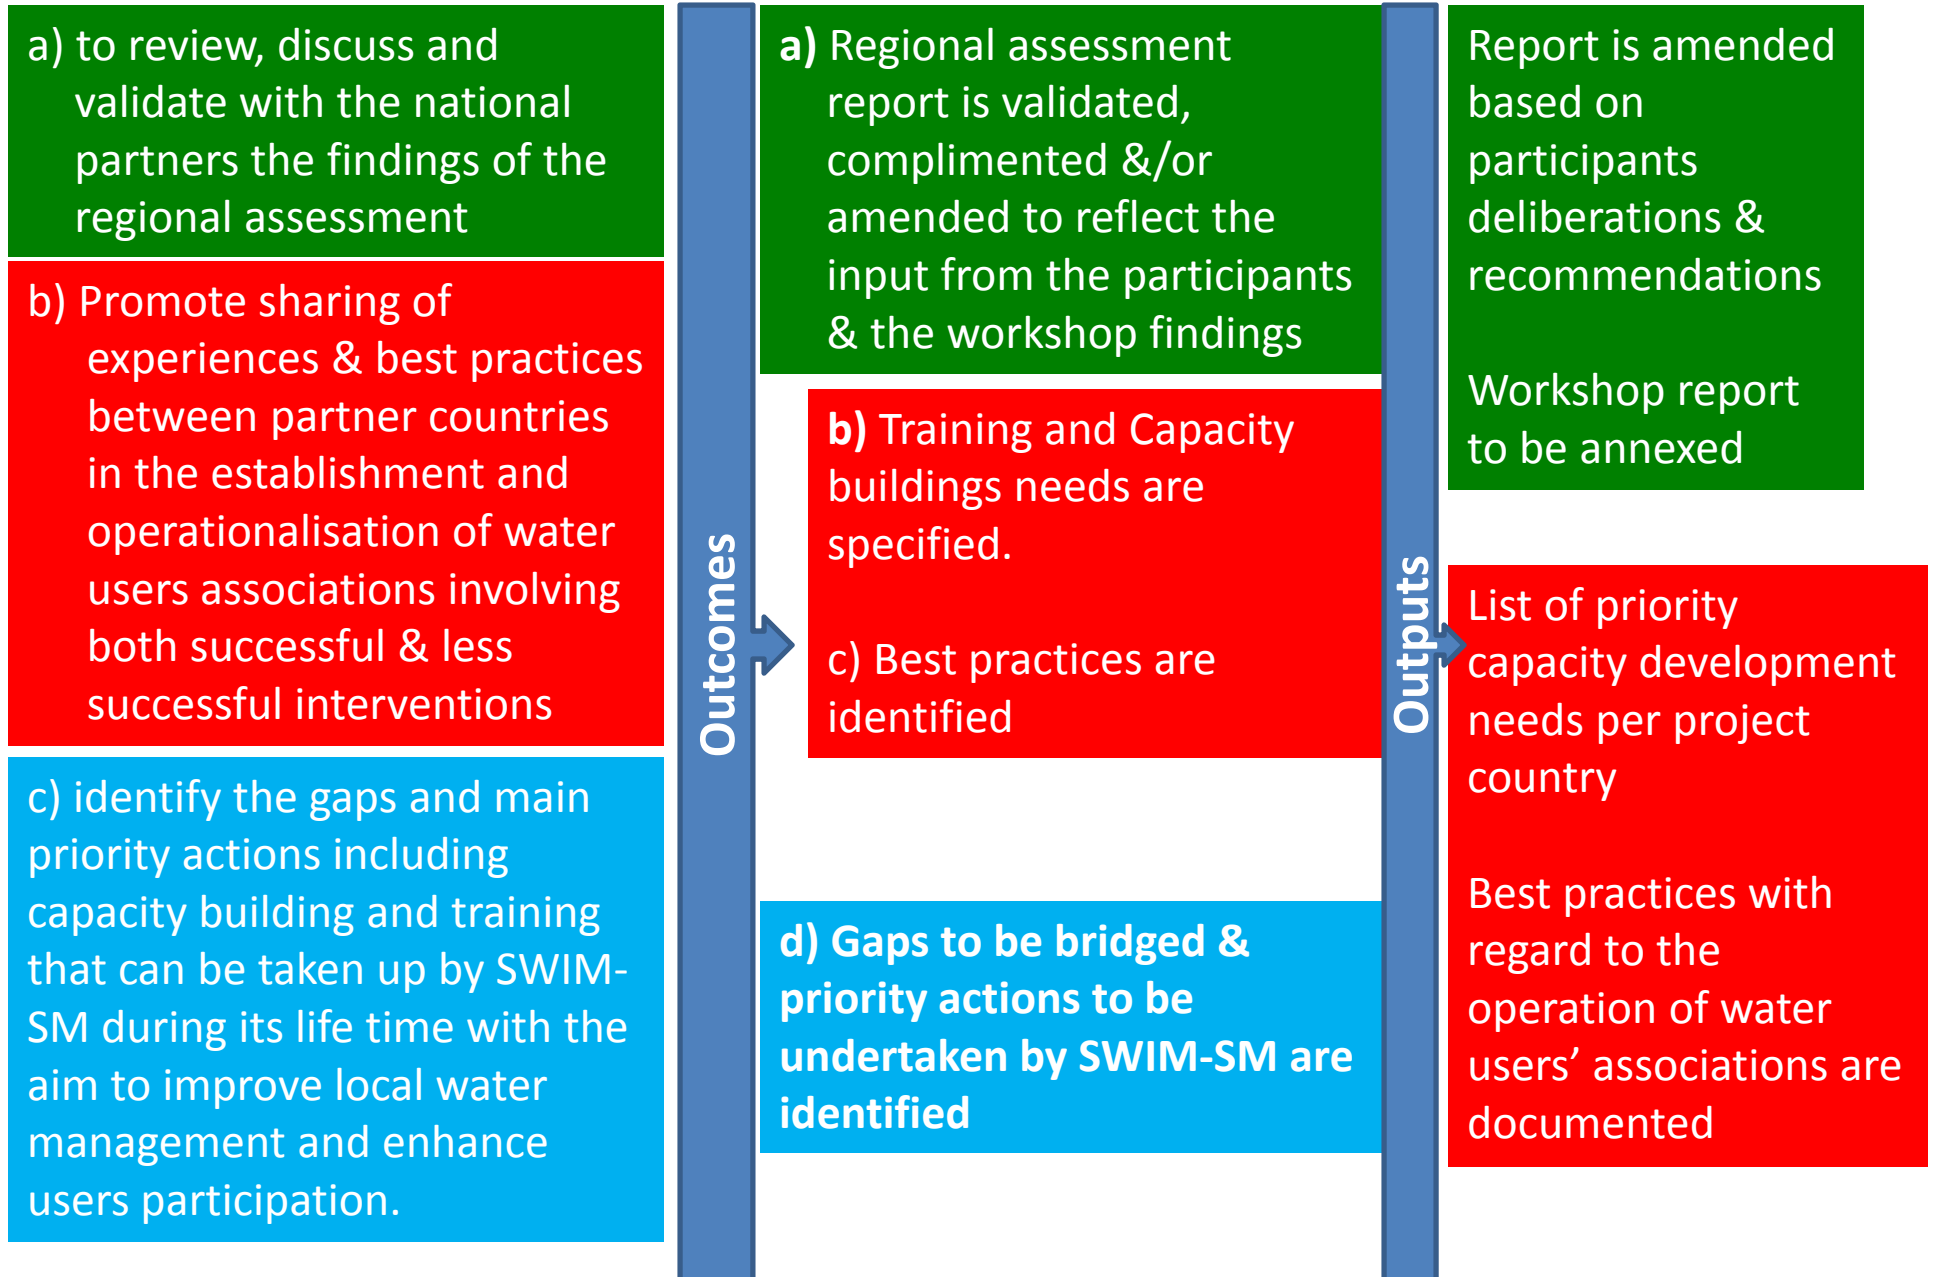 a) to review, discuss and
validate with the national
partners the findings of the
regional assessment
b) Promote sharing of
experiences & best practices
between partner countries
in the establishment and
operationalisation of water
users associations involving
both successful & less
successful interventions
c) identify the gaps and main
priority actions including
capacity building and training
that can be taken up by SWIM-
SM during its life time with the
aim to improve local water
management and enhance
users participation.
Outcomes
a) Regional assessment
report is validated,
complimented &/or
amended to reflect the
input from the participants
& the workshop findings
b) Training and Capacity
buildings needs are
specified.
c) Best practices are
identified
d) Gaps to be bridged &
priority actions to be
undertaken by SWIM-SM are
identified
Outputs
Report is amended
based on
participants
deliberations &
recommendations
Workshop report
to be annexed
List of priority
capacity development
needs per project
country
Best practices with
regard to the
operation of water
users’ associations are
documented